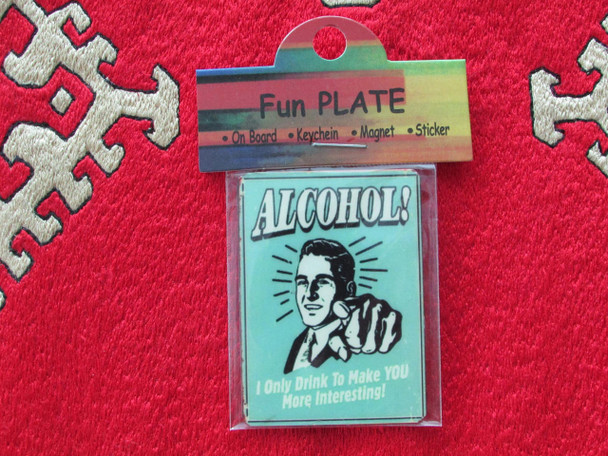 Fun PLATE
• On Board • Keychein • Magnet • Sticker
ALCOHOL!
I Only Drink To Make YOU
More Interesting!